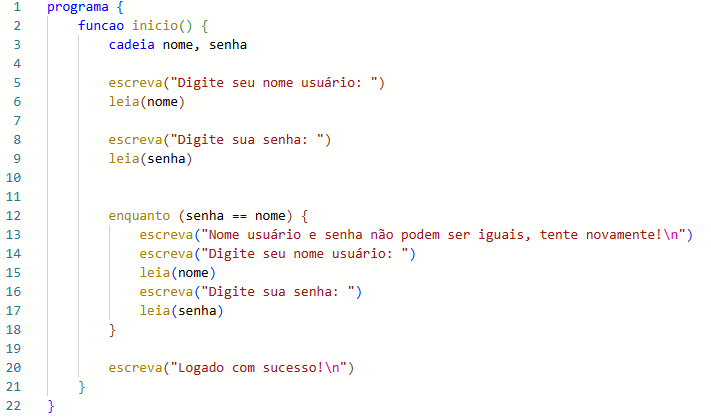 1 programa {
2     funcao inicio() {
3         cadeia nome, senha
4
5         escreva("Digite seu nome usuário: ")
6         leia(nome)
7
8         escreva("Digite sua senha: ")
9         leia(senha)
10
11
12         enquanto (senha == nome) {
13             escreva("Nome usuário e senha não podem ser iguais, tente novamente!\n")
14             escreva("Digite seu nome usuário: ")
15             leia(nome)
16             escreva("Digite sua senha: ")
17             leia(senha)
18         }
19
20         escreva("Logado com sucesso!\n")
21     }
22 }